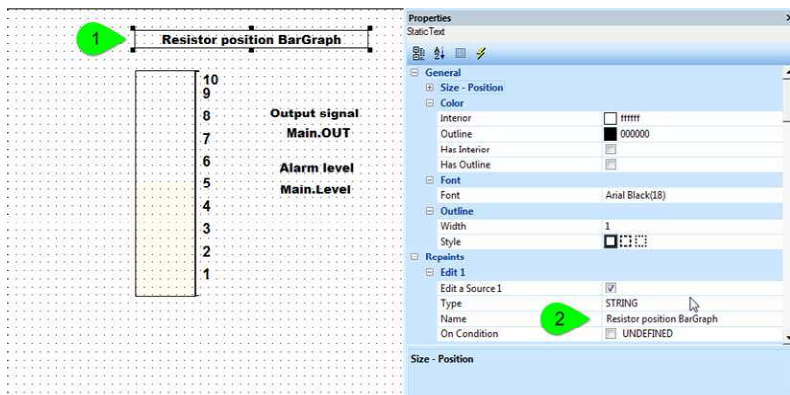 1
Resistor position BarGraph
10
9
8
7
6
5
4
3
2
1
Output signal
Main.OUT
Alarm level
Main.Level
Properties
StaticText
General
Size - Position
Color
Interior ffffff
Outline 000000
Has Interior
Has Outline
Font
Font Arial Black(18)
Outline
Width 1
Style
Repaints
Edit 1
Edit a Source 1
Type STRING
Name 2 Resistor position BarGraph
On Condition UNDEFINED
Size - Position